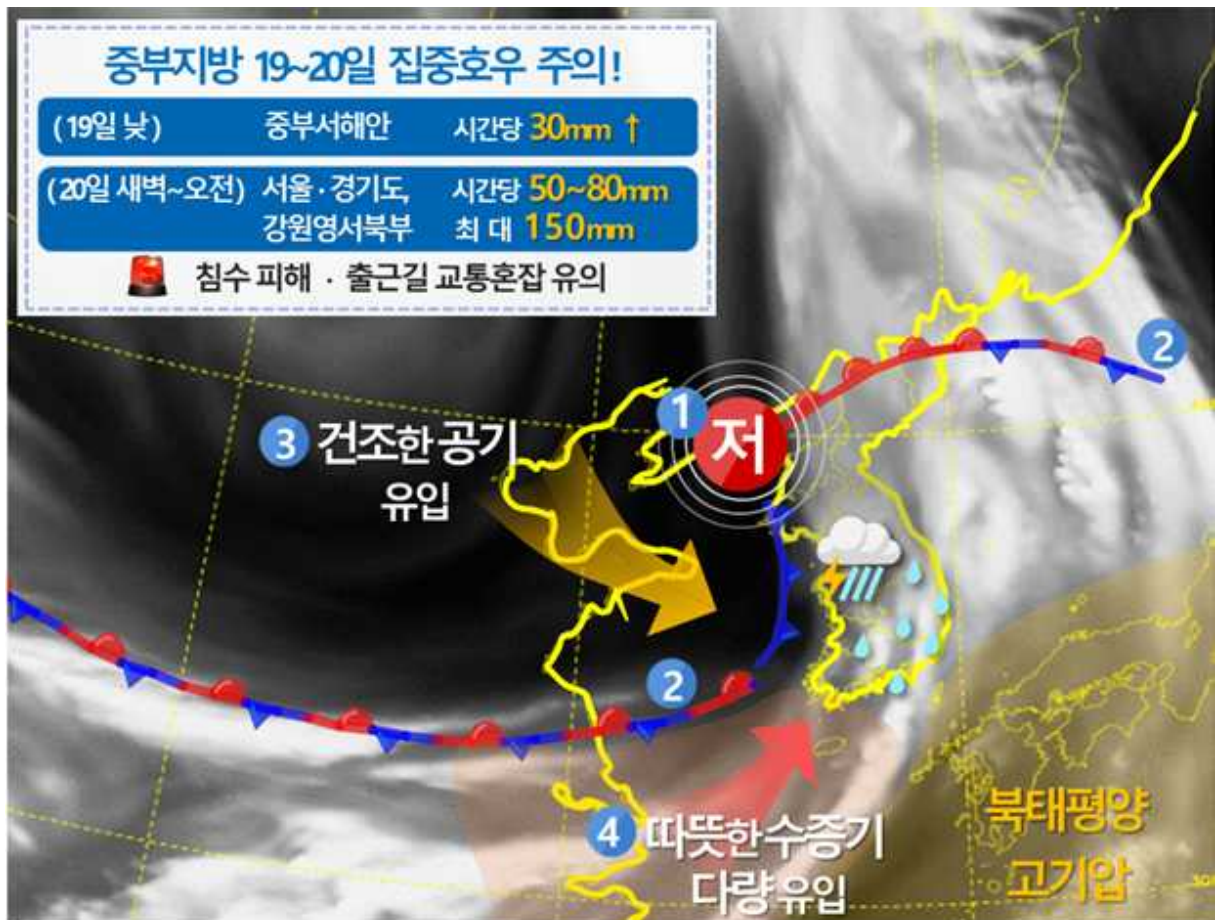 중부지방 19~20일 집중호우 주의!
(19일 낮) 중부서해안 시간당 30mm ↑
(20일 새벽~오전) 서울·경기도, 시간당 50~80mm
강원영서북부 최대 150mm
침수 피해 · 출근길 교통혼잡 유의
2
1
저
3 건조한 공기
유입
2
4 따뜻한 수증기
다량 유입
북태평양
고기압